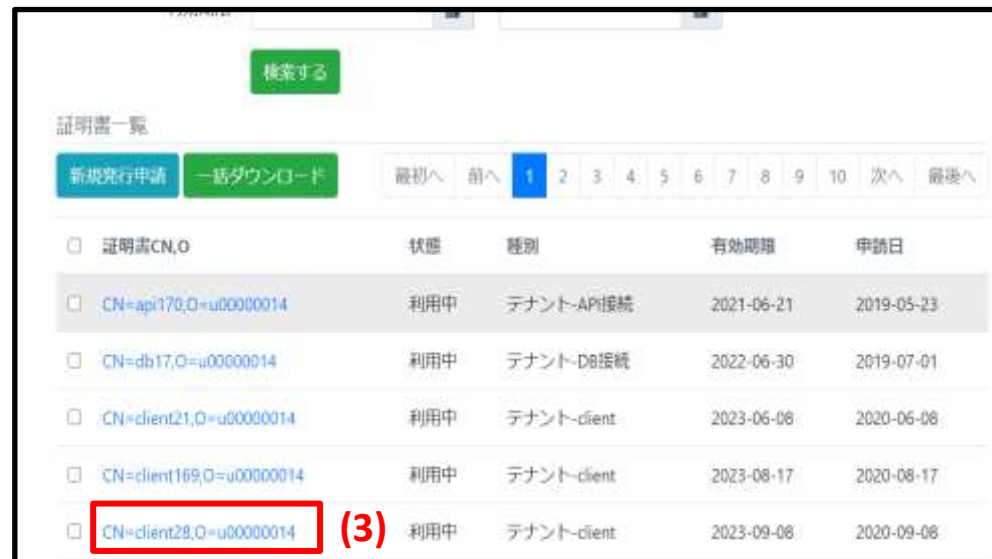 検索する
証明書一覧
新規発行申請 一括ダウンロード 最初へ 前へ 1 2 3 4 5 6 7 8 9 10 次へ 最後へ
証明書CN,O 状態 種別 有効期限 申請日
CN=api170,O=u00000014 利用中 テナント-API接続 2021-06-21 2019-05-23
CN=db17,O=u00000014 利用中 テナント-DB接続 2022-06-30 2019-07-01
CN=client21,O=u00000014 利用中 テナント-client 2023-06-08 2020-06-08
CN=client169,O=u00000014 利用中 テナント-client 2023-08-17 2020-08-17
CN=client28,O=u00000014 (3) 利用中 テナント-client 2023-09-08 2020-09-08